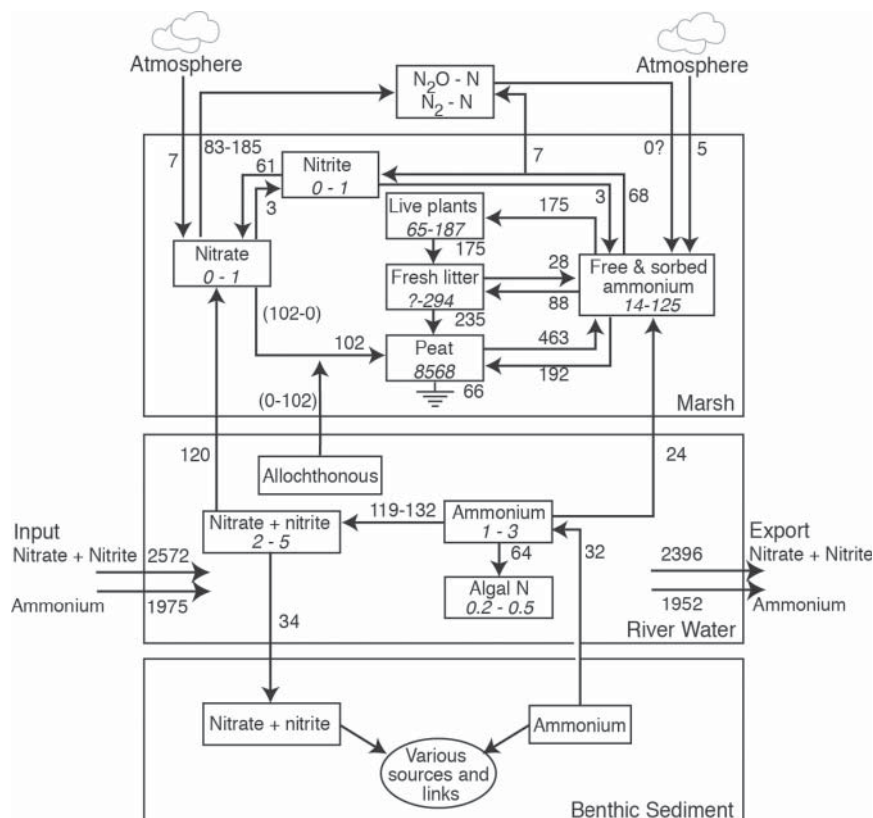 Atmosphere
Atmosphere
N2O - N
N2 - N
7
83-185
7
0?
5
61
Nitrite
0 - 1
3
3
68
Live plants
65-187
175
175
Nitrate
0 - 1
Fresh litter
?-294
28
88
Free & sorbed
ammonium
14-125
235
(102-0)
102
Peat
8568
463
192
66
(0-102)
Marsh
120
Allochthonous
24
119-132
Nitrate + nitrite
2 - 5
Ammonium
1 - 3
64
32
Algal N
0.2 - 0.5
Input
Nitrate + Nitrite
2572
Ammonium
1975
Export
2396
Nitrate + Nitrite
1952
Ammonium
34
River Water
Nitrate + nitrite
Ammonium
Various
sources and
links
Benthic Sediment